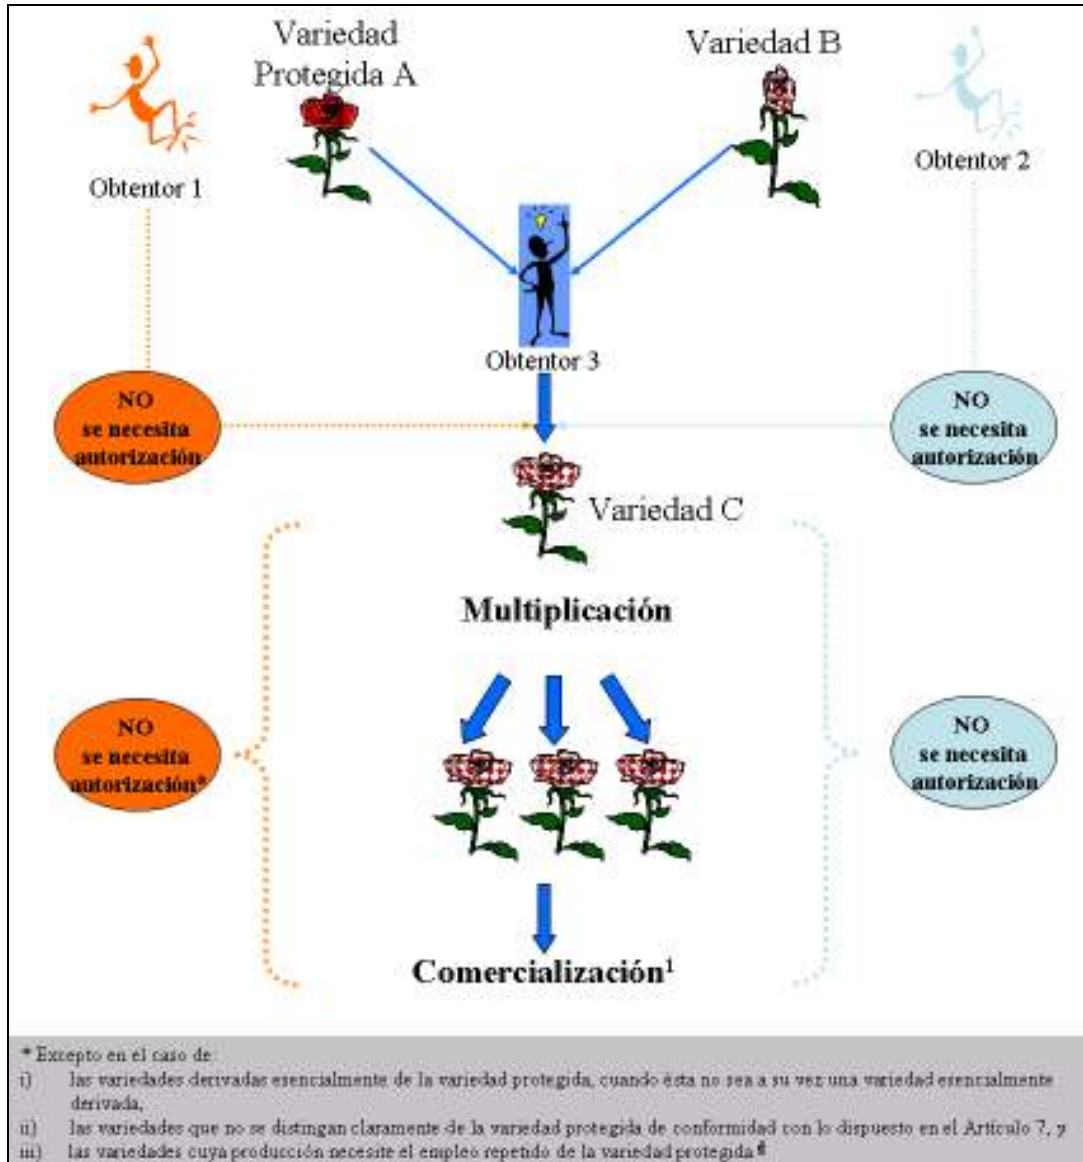 Variedad
Protegida A
Variedad B
Obtentor 1
Obtentor 2
Obtentor 3
NO
se necesita
autorización
NO
se necesita
autorización
Variedad C
Multiplicación
NO
se necesita
autorización*
NO
se necesita
autorización
Comercialización¹
* Excepto en el caso de:
i) las variedades derivadas esencialmente de la variedad protegida, cuando ésta no sea a su vez una variedad esencialmente
derivada,
ii) las variedades que no se distingan claramente de la variedad protegida de conformidad con lo dispuesto en el Artículo 7, y
iii) las variedades cuya producción necesite el empleo repetido de la variedad protegida